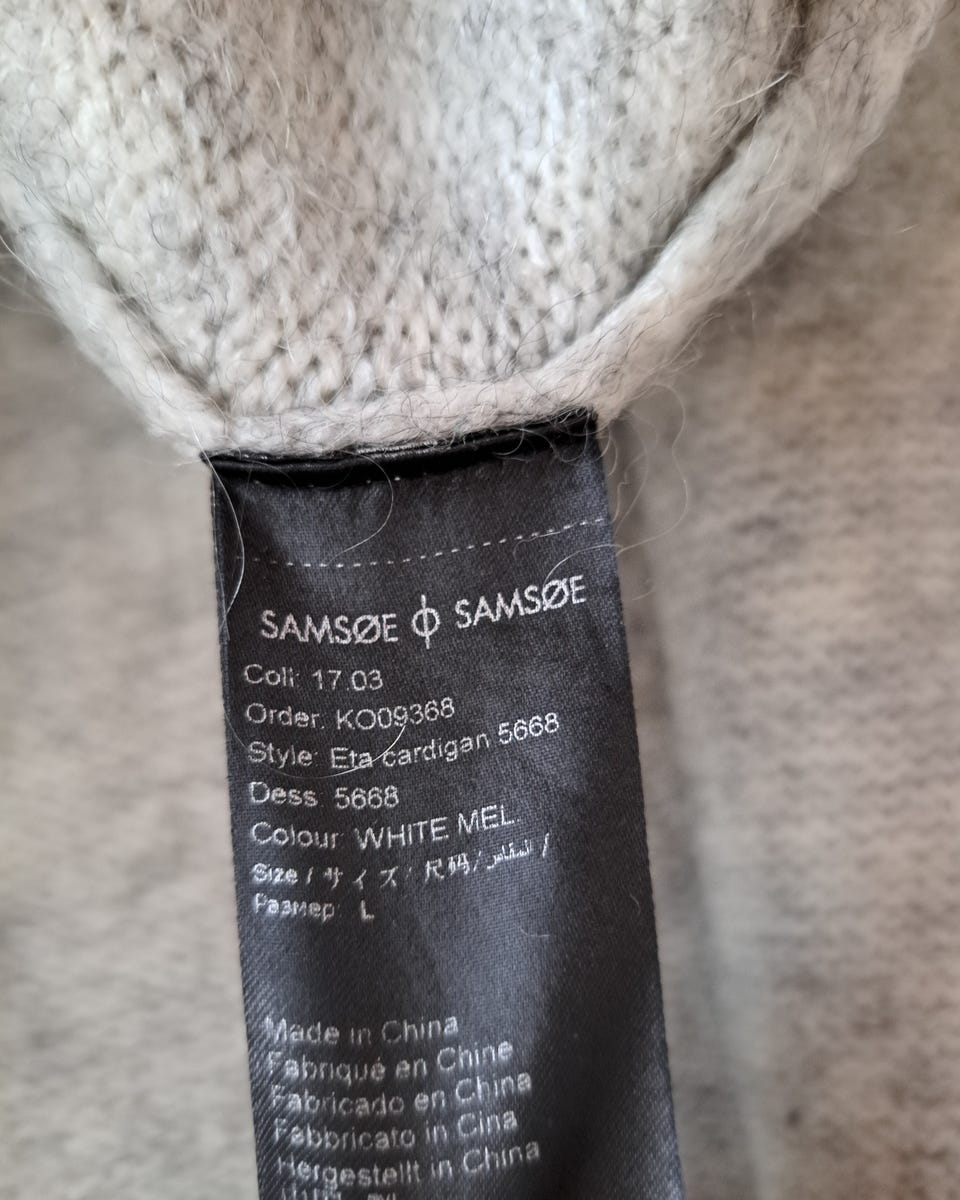 SAMSØE ϕ SAMSØE
Coll: 17.03
Order: KO09368
Style: Eta cardigan 5668
Dess: 5668
Colour: WHITE MEL.
Size / サイズ / 尺码 / المقاس /
Размер: L
Made in China
Fabriqué en Chine
Fabricado en China
Fabbricato in Cina
Hergestellt in China